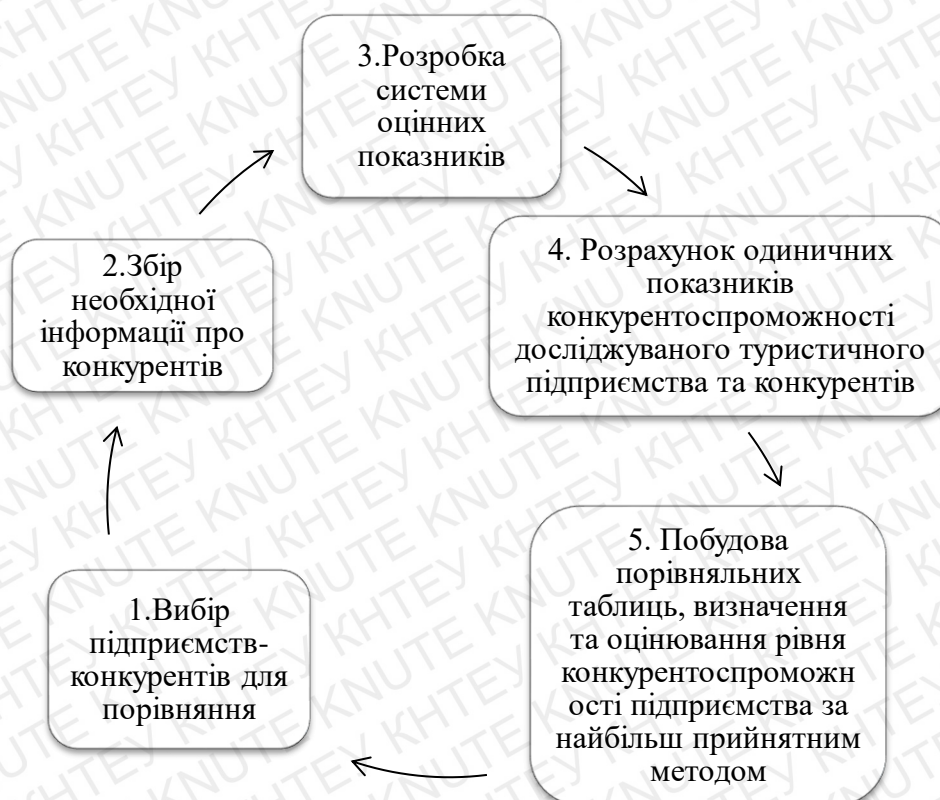 3.Розробка
системи
оцінних
показників
2.Збір
необхідної
інформації про
конкурентів
4. Розрахунок одиничних
показників
конкурентоспроможності
досліджуваного туристичного
підприємства та конкурентів
1.Вибір
підприємств-
конкурентів для
порівняння
5. Побудова
порівняльних
таблиць, визначення
та оцінювання рівня
конкурентоспроможн
ості підприємства за
найбільш прийнятним
методом